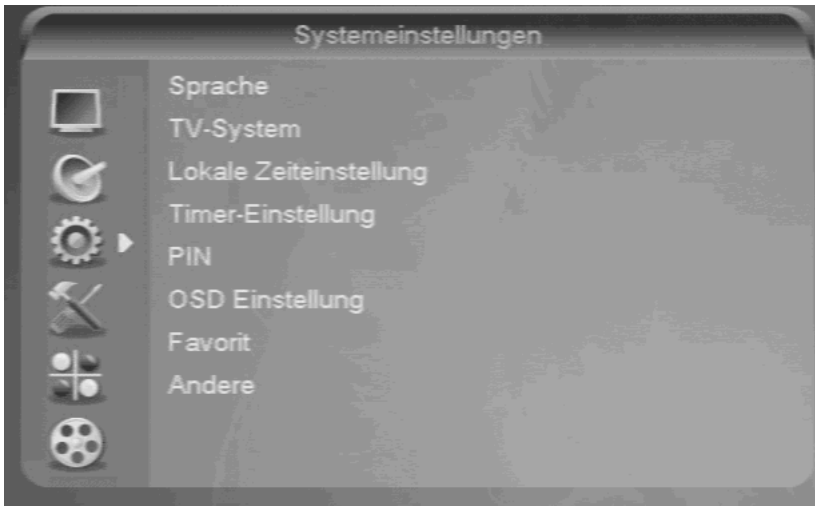 Systemeinstellungen
Sprache
TV-System
Lokale Zeiteinstellung
Timer-Einstellung
PIN
OSD Einstellung
Favorit
Andere